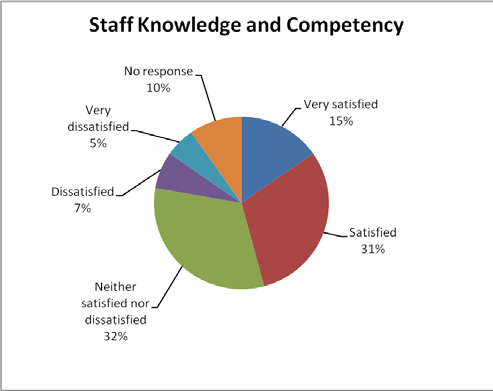 Staff Knowledge and Competency
No response
10%
Very satisfied
15%
Very
dissatisfied
5%
Dissatisfied
7%
Satisfied
31%
Neither
satisfied nor
dissatisfied
32%